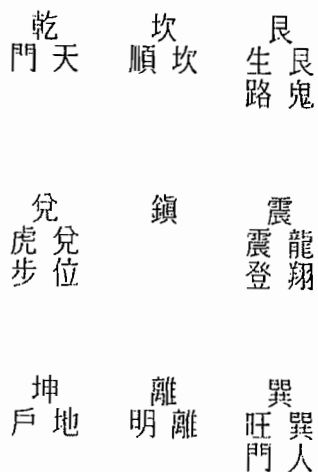 艮
艮鬼
生路
坎
坎順
乾
天門
震
龍翔
震登
鎭
兌
兌位
虎步
巽
巽人
旺門
離
離明
坤
地戶